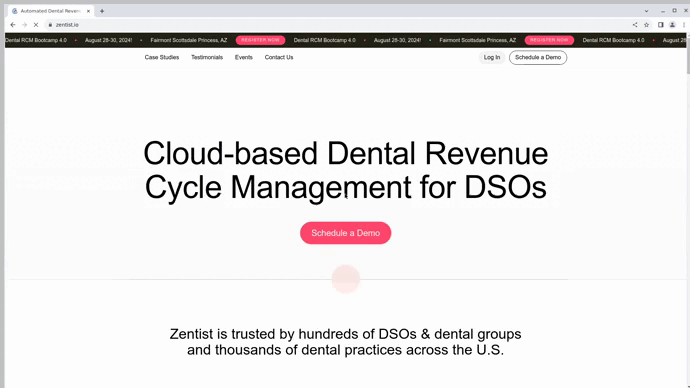 Automated Dental Reven
zentist.io
Dental RCM Bootcamp 4.0 • August 28-30, 2024! • Fairmont Scottsdale Princess, AZ REGISTER NOW Dental RCM Bootcamp 4.0 • August 28-30, 2024! • Fairmont Scottsdale Princess, AZ REGISTER NOW Dental RCM Bootcamp 4.0 • August 28
Case Studies Testimonials Events Contact Us Log In Schedule a Demo
Cloud-based Dental Revenue
Cycle Management for DSOs
Schedule a Demo
Zentist is trusted by hundreds of DSOs & dental groups
and thousands of dental practices across the U.S.